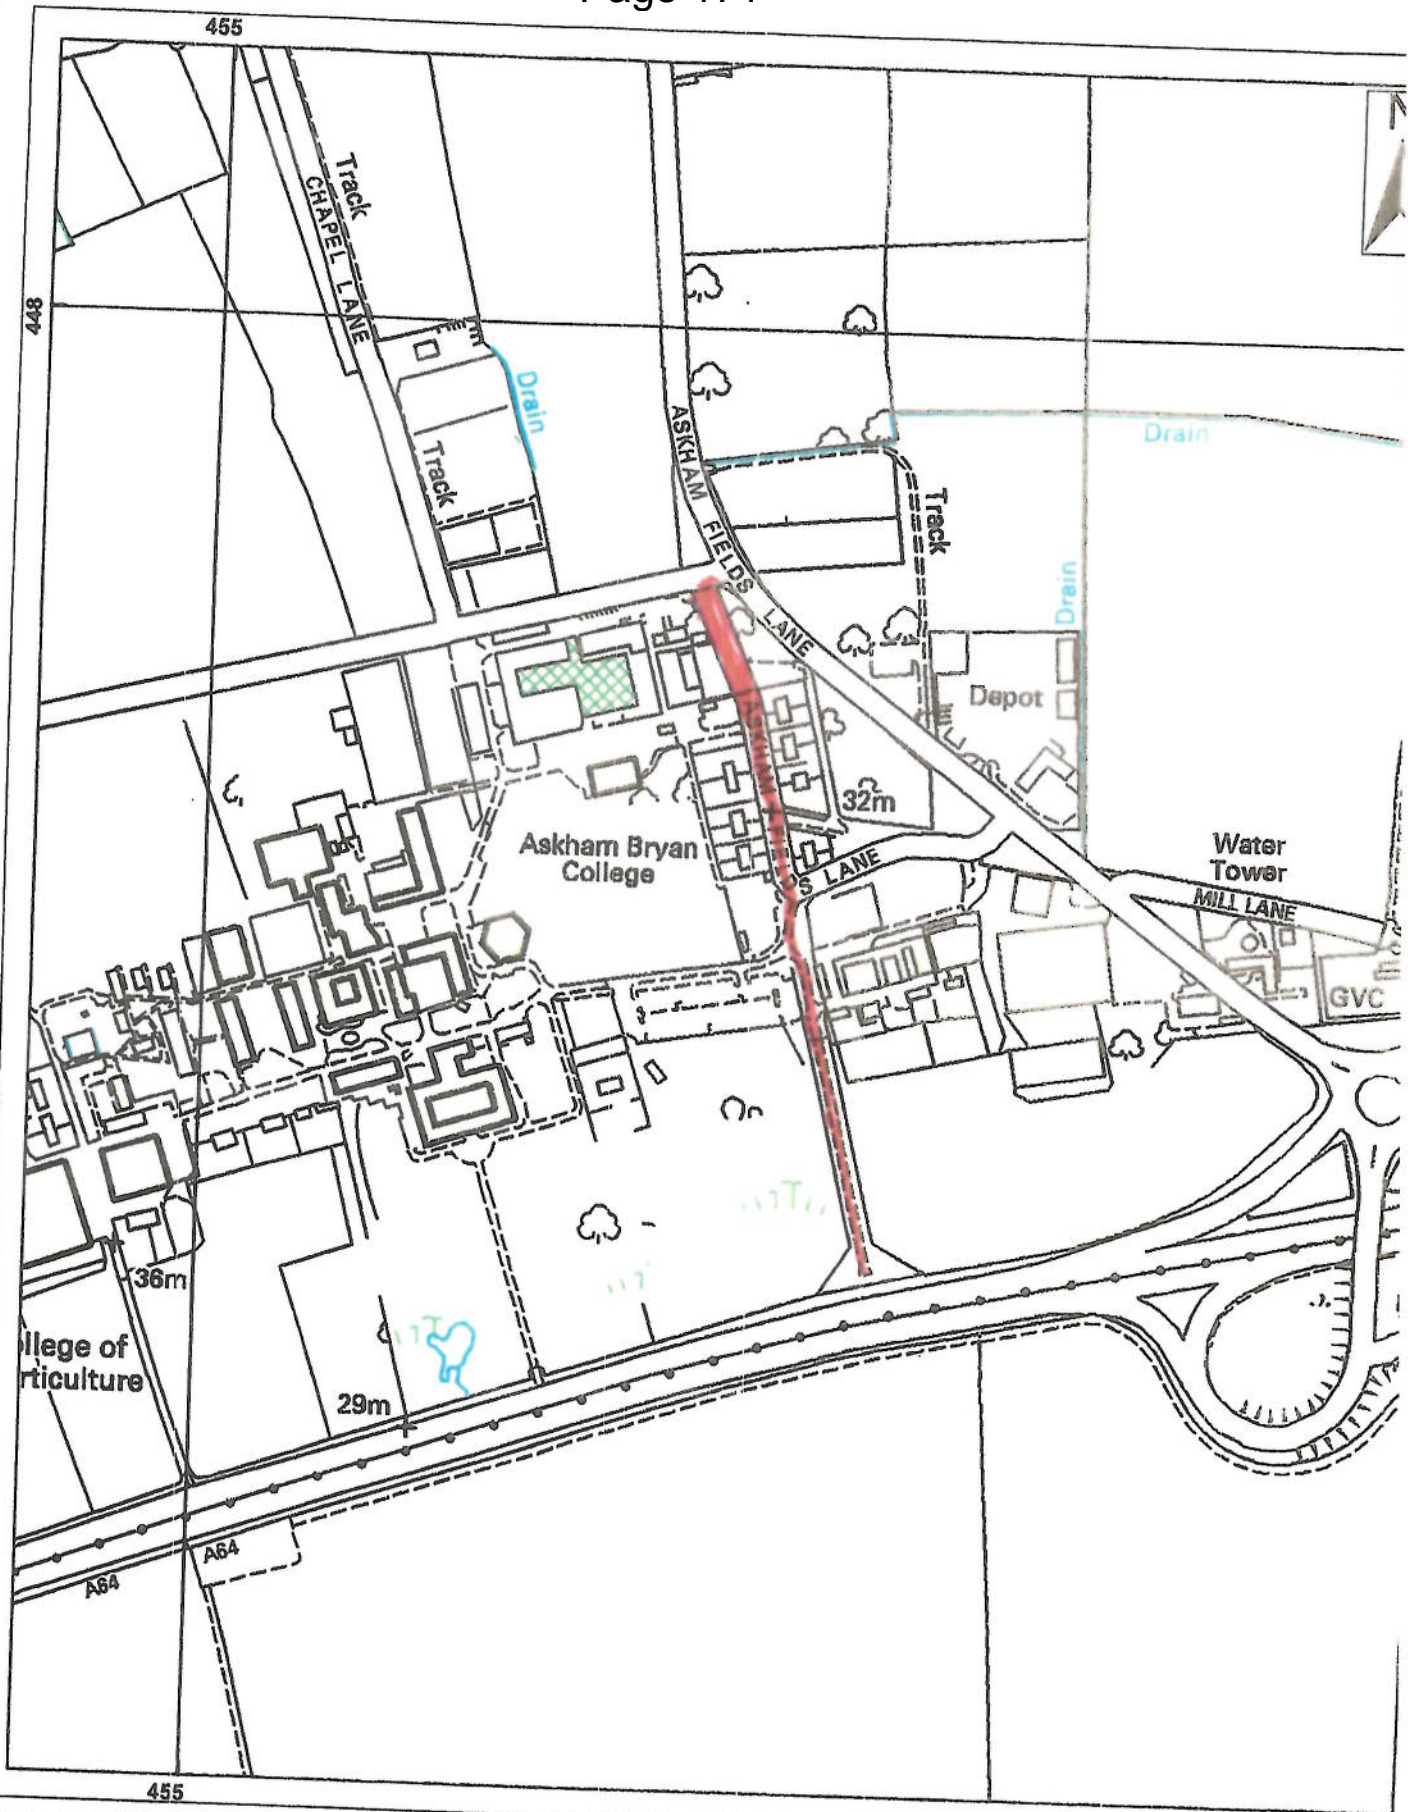 455
448
Track
CHAPEL LANE
Drain
Track
ASKHAM FIELDS LANE
Drain
Track
Drain
Depot
32m
Askham Bryan
College
ASKHAM
S LANE
Water
Tower
MILL LANE
GVC
36m
llege of
rticulture
29m
A64
A64
455